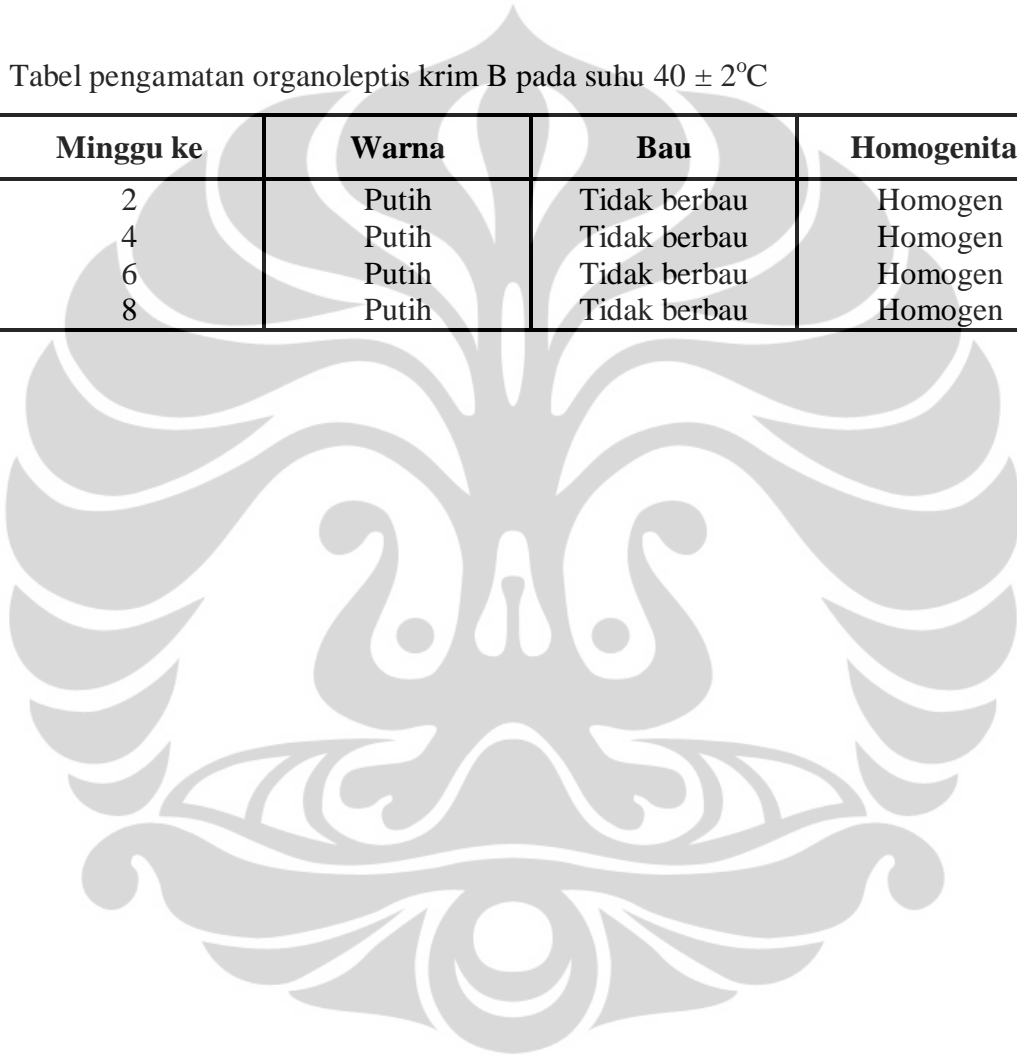 Tabel pengamatan organoleptis krim B pada suhu 40 ± 2°C
Minggu ke Warna Bau Homogenita
2 Putih Tidak berbau Homogen
4 Putih Tidak berbau Homogen
6 Putih Tidak berbau Homogen
8 Putih Tidak berbau Homogen